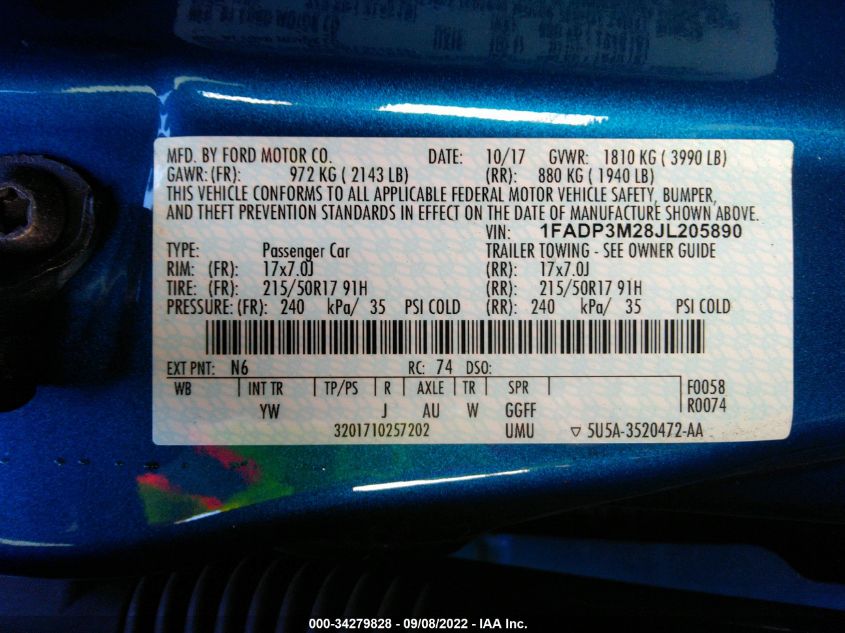 MFD. BY FORD MOTOR CO. DATE: 10/17 GVWR: 1810 KG ( 3990 LB)
GAWR:(FR): 972 KG ( 2143 LB) (RR): 880 KG ( 1940 LB)
THIS VEHICLE CONFORMS TO ALL APPLICABLE FEDERAL MOTOR VEHICLE SAFETY, BUMPER,
AND THEFT PREVENTION STANDARDS IN EFFECT ON THE DATE OF MANUFACTURE SHOWN ABOVE.
VIN: 1FADP3M28JL205890
TYPE: Passenger Car TRAILER TOWING - SEE OWNER GUIDE
RIM: (FR): 17x7.0J (RR): 17x7.0J
TIRE: (FR): 215/50R17 91H (RR): 215/50R17 91H
PRESSURE:(FR): 240 kPa/ 35 PSI COLD (RR): 240 kPa/ 35 PSI COLD
EXT PNT: N6 RC: 74 DSO:
WB INT TR TP/PS R AXLE TR SPR F0058
YW J AU W GGFF R0074
3201710257202 UMU ▽ 5U5A-3520472-AA
000-34279828 - 09/08/2022 - IAA Inc.